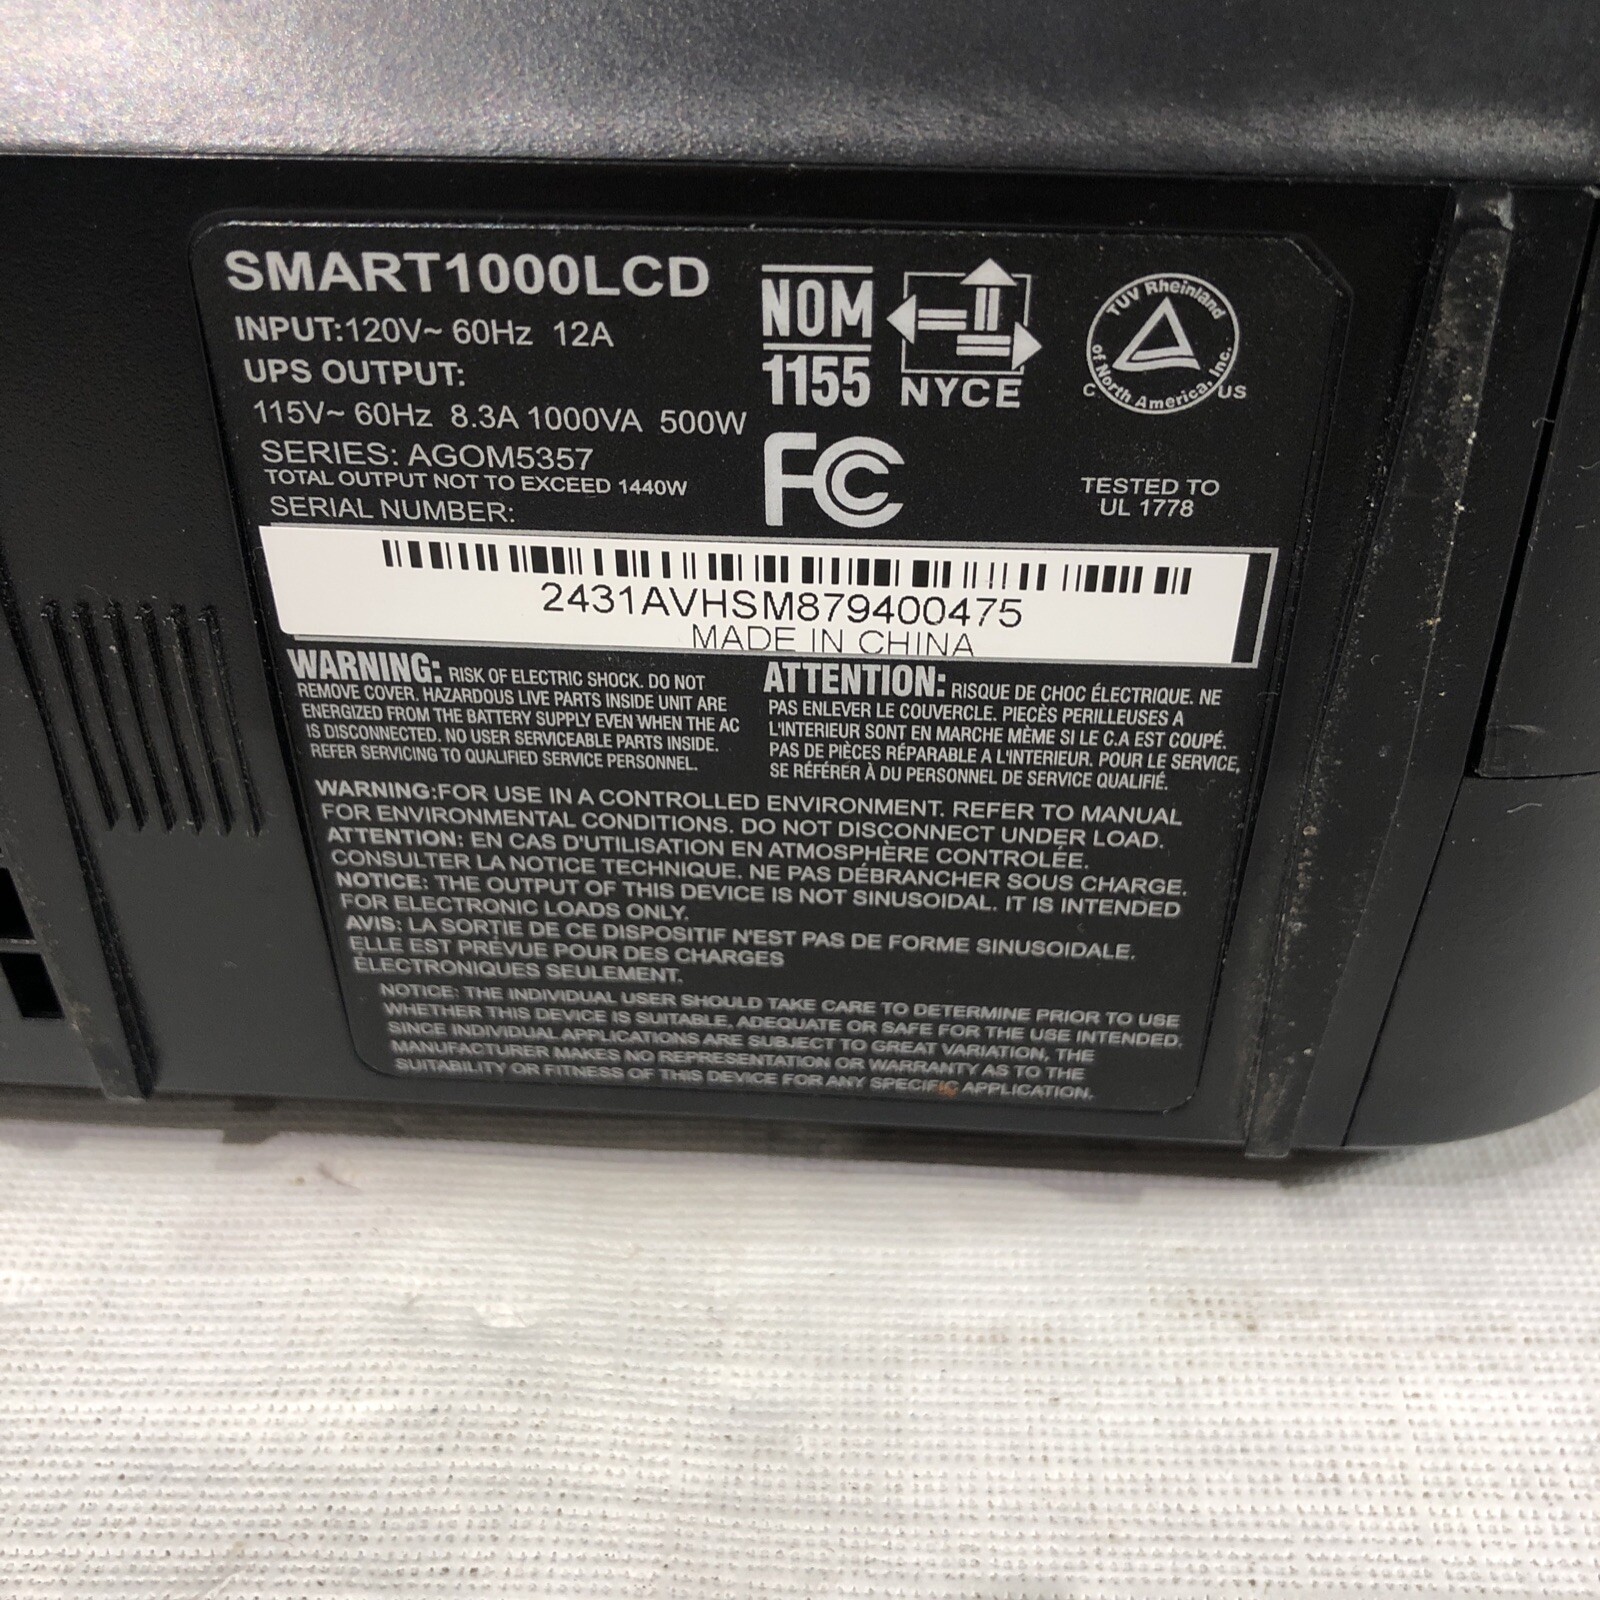 SMART1000LCD
INPUT:120V~ 60Hz 12A
UPS OUTPUT:
115V~ 60Hz 8.3A 1000VA 500W
SERIES: AGOM5357
TOTAL OUTPUT NOT TO EXCEED 1440W
SERIAL NUMBER:
NOM
1155
NYCE
TUV Rheinland
of North America, Inc.
C US
FC
TESTED TO
UL 1778
2431AVHSM879400475
MADE IN CHINA
WARNING: RISK OF ELECTRIC SHOCK. DO NOT
REMOVE COVER. HAZARDOUS LIVE PARTS INSIDE UNIT ARE
ENERGIZED FROM THE BATTERY SUPPLY EVEN WHEN THE AC
IS DISCONNECTED. NO USER SERVICEABLE PARTS INSIDE.
REFER SERVICING TO QUALIFIED SERVICE PERSONNEL.
ATTENTION: RISQUE DE CHOC ÉLECTRIQUE. NE
PAS ENLEVER LE COUVERCLE. PIECÈS PERILLEUSES A
L'INTERIEUR SONT EN MARCHE MÈME SI LE C.A EST COUPÉ.
PAS DE PIÈCES RÉPARABLE A L'INTERIEUR. POUR LE SERVICE,
SE RÉFÉRER À DU PERSONNEL DE SERVICE QUALIFIÉ.
WARNING:FOR USE IN A CONTROLLED ENVIRONMENT. REFER TO MANUAL
FOR ENVIRONMENTAL CONDITIONS. DO NOT DISCONNECT UNDER LOAD.
ATTENTION: EN CAS D'UTILISATION EN ATMOSPHÈRE CONTROLÉE.
CONSULTER LA NOTICE TECHNIQUE. NE PAS DÉBRANCHER SOUS CHARGE.
NOTICE: THE OUTPUT OF THIS DEVICE IS NOT SINUSOIDAL. IT IS INTENDED
FOR ELECTRONIC LOADS ONLY.
AVIS: LA SORTIE DE CE DISPOSITIF N'EST PAS DE FORME SINUSOIDALE.
ELLE EST PRÉVUE POUR DES CHARGES
ÉLECTRONIQUES SEULEMENT.
NOTICE: THE INDIVIDUAL USER SHOULD TAKE CARE TO DETERMINE PRIOR TO USE
WHETHER THIS DEVICE IS SUITABLE, ADEQUATE OR SAFE FOR THE USE INTENDED.
SINCE INDIVIDUAL APPLICATIONS ARE SUBJECT TO GREAT VARIATION, THE
MANUFACTURER MAKES NO REPRESENTATION OR WARRANTY AS TO THE
SUITABILITY OR FITNESS OF THIS DEVICE FOR ANY SPECIFIC APPLICATION.